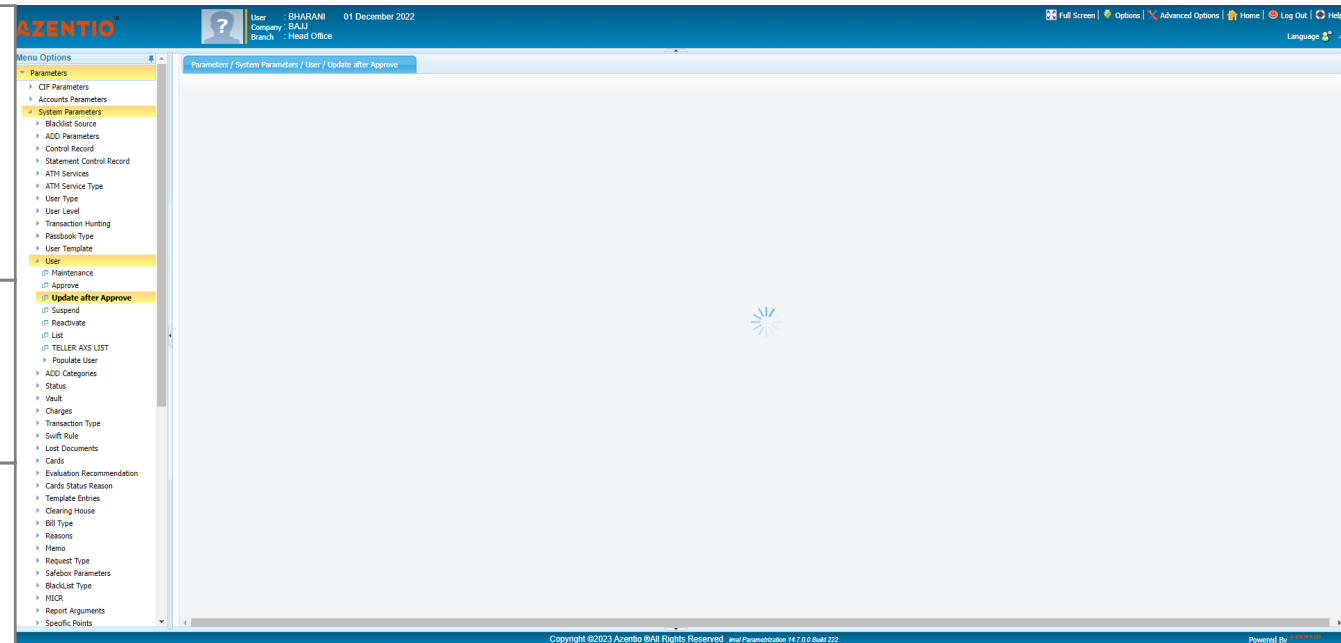 AZENTIO™
User : BHARANI 01 December 2022
Company : BAJJ
Branch : Head Office
Full Screen | Options | Advanced Options | Home | Log Out | Help
Language
Menu Options
Parameters / System Parameters / User / Update after Approve
Parameters
CIF Parameters
Accounts Parameters
System Parameters
Blacklist Source
ADD Parameters
Control Record
Statement Control Record
ATM Services
ATM Service Type
User Type
User Level
Transaction Hunting
Passbook Type
User Template
User
Maintenance
Approve
Update after Approve
Suspend
Reactivate
List
TELLER AXS LIST
Populate User
ADD Categories
Status
Vault
Charges
Transaction Type
Swift Rule
Lost Documents
Cards
Evaluation Recommendation
Cards Status Reason
Template Entries
Clearing House
Bill Type
Reasons
Memo
Request Type
Safebox Parameters
BlackList Type
MICR
Report Arguments
Specific Points
Copyright ©2023 Azentio ®All Rights Reserved imal Parametrization 14.7.0.0 Build 222
Powered By AZENTIO